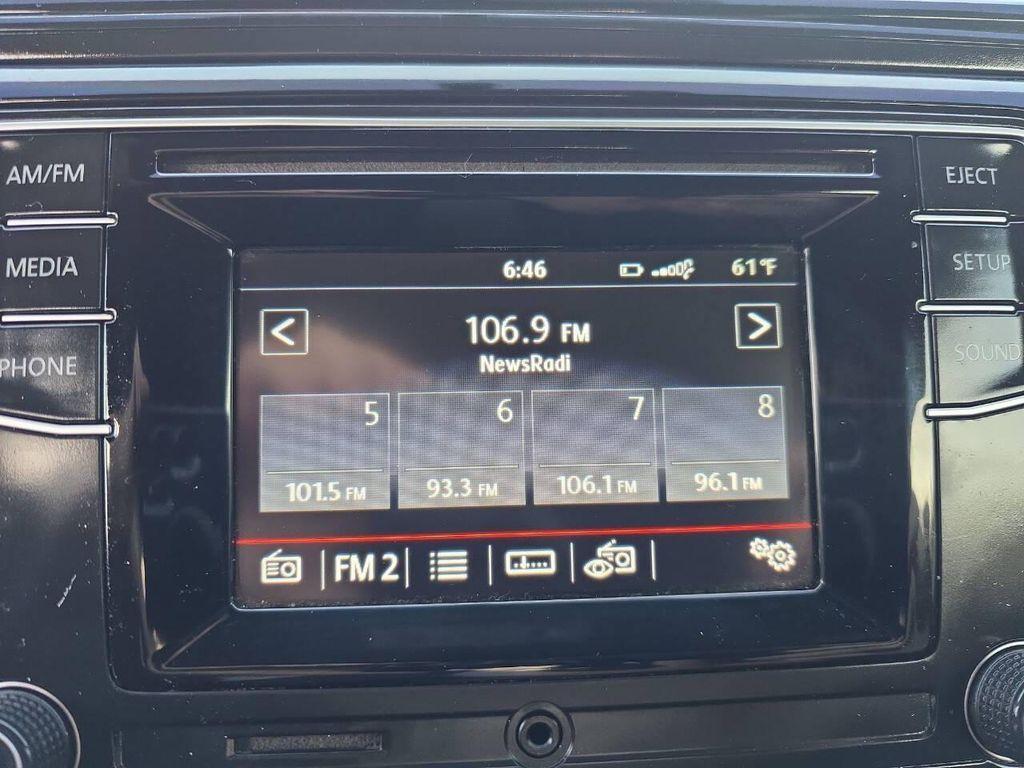 AM/FM
MEDIA
PHONE
EJECT
SETUP
SOUND
6:46 61°F
< 106.9 FM >
NewsRadi
5 6 7 8
101.5 FM 93.3 FM 106.1 FM 96.1 FM
FM 2